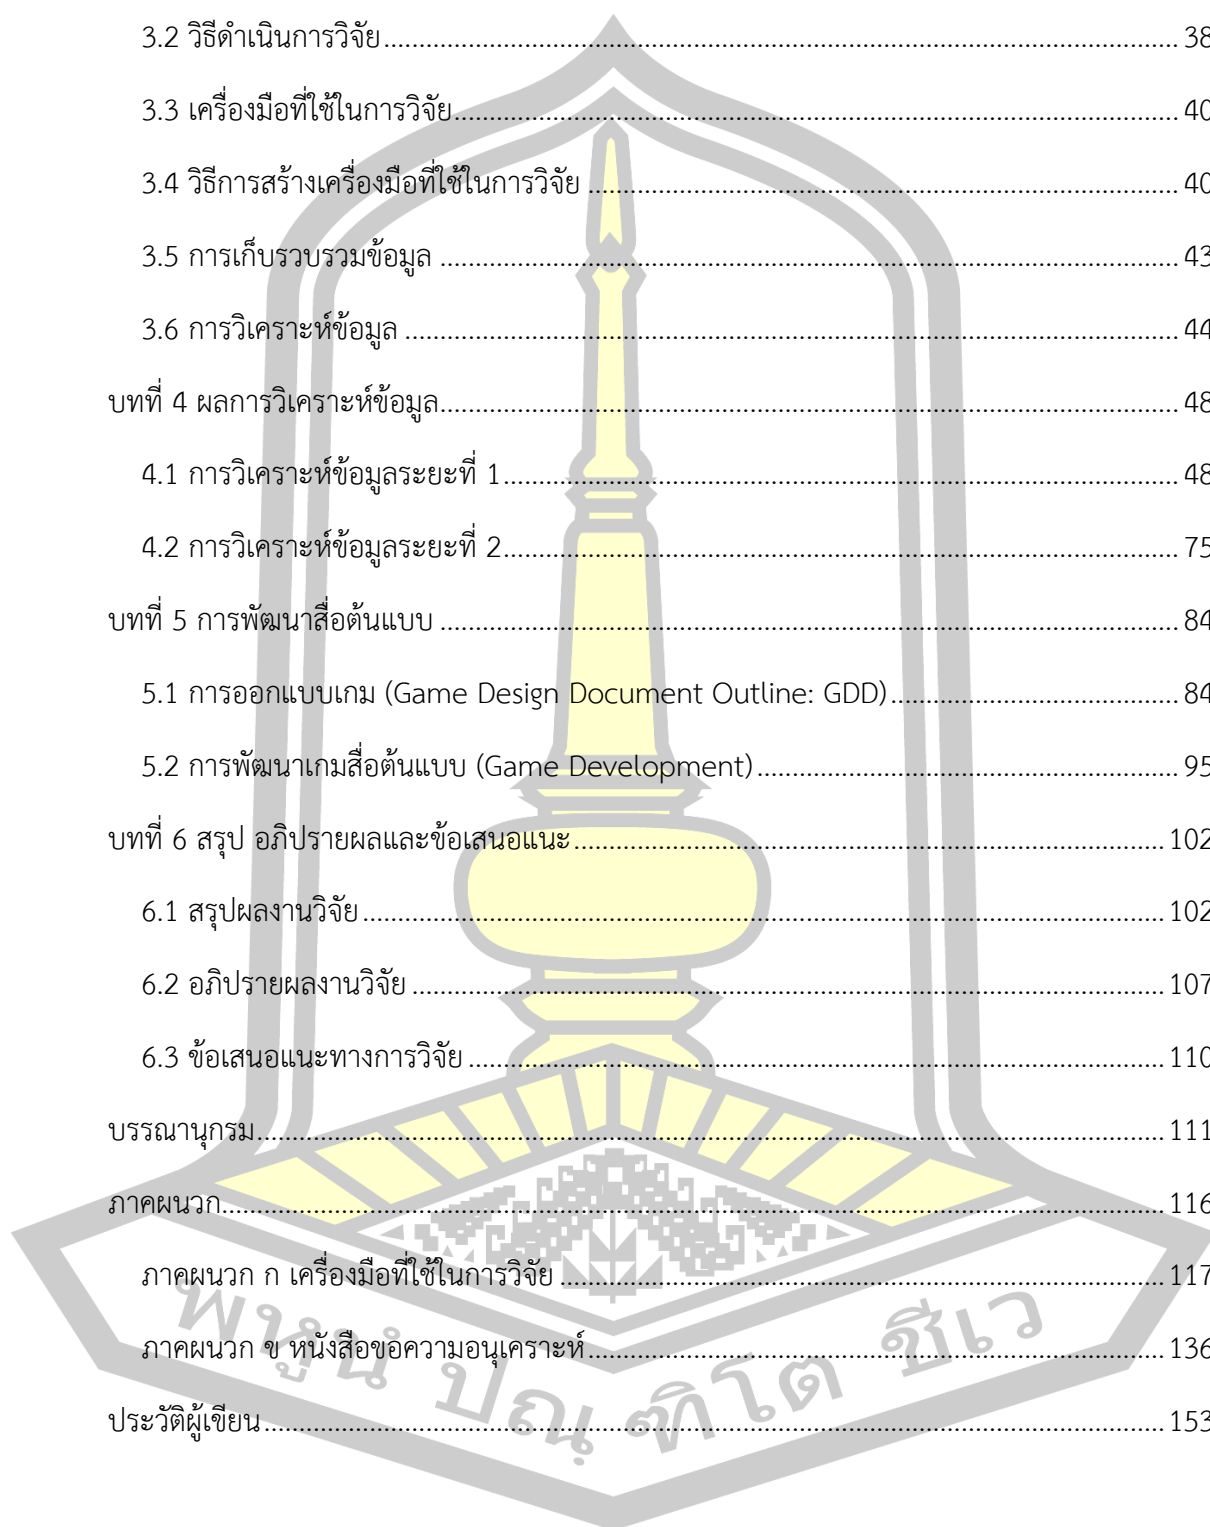 3.2 วิธีดำเนินการวิจัย 38
3.3 เครื่องมือที่ใช้ในการวิจัย 40
3.4 วิธีการสร้างเครื่องมือที่ใช้ในการวิจัย 40
3.5 การเก็บรวบรวมข้อมูล 43
3.6 การวิเคราะห์ข้อมูล 44
บทที่ 4 ผลการวิเคราะห์ข้อมูล 48
4.1 การวิเคราะห์ข้อมูลระยะที่ 1 48
4.2 การวิเคราะห์ข้อมูลระยะที่ 2 75
บทที่ 5 การพัฒนาสื่อต้นแบบ 84
5.1 การออกแบบเกม (Game Design Document Outline: GDD) 84
5.2 การพัฒนาเกมสื่อต้นแบบ (Game Development) 95
บทที่ 6 สรุป อภิปรายผลและข้อเสนอแนะ 102
6.1 สรุปผลงานวิจัย 102
6.2 อภิปรายผลงานวิจัย 107
6.3 ข้อเสนอแนะทางการวิจัย 110
บรรณานุกรม 111
ภาคผนวก 116
ภาคผนวก ก เครื่องมือที่ใช้ในการวิจัย 117
ภาคผนวก ข หนังสือขอความอนุเคราะห์ 136
ประวัติผู้เขียน 153
พหูนํ ปณฺฑิโต ชีเว